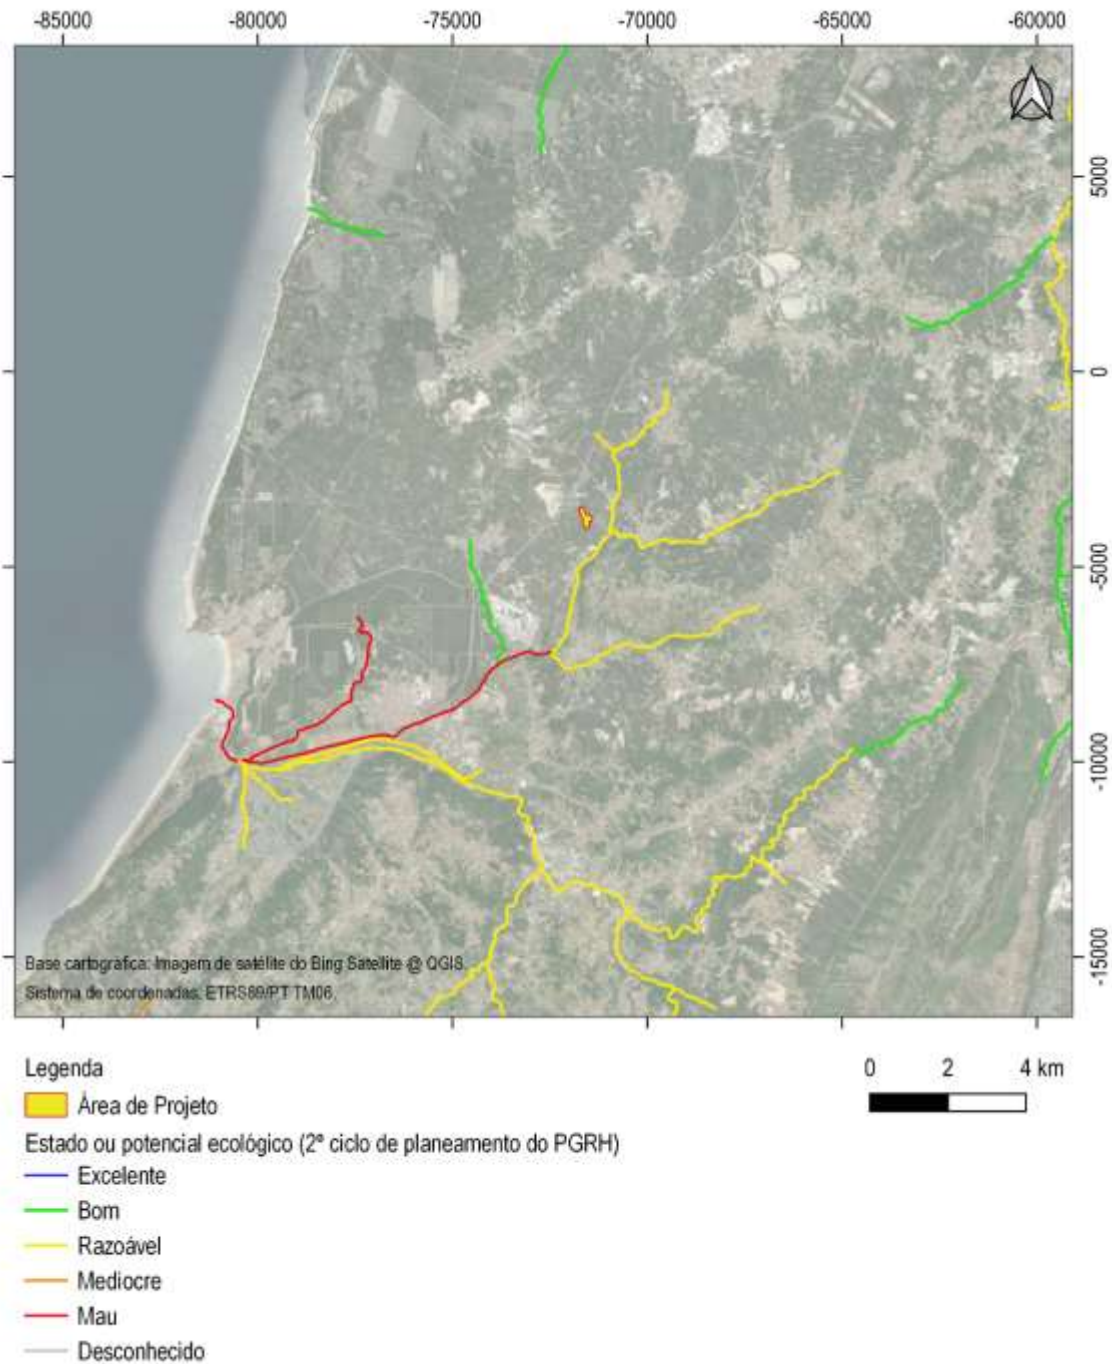 -85000 -80000 -75000 -70000 -65000 -60000
5000
0
-5000
-10000
-15000
Base cartográfica: Imagem de satélite do Bing Satellite @ QGIS.
Sistema de coordenadas: ETRS89/PT TM06.
Legenda
0 2 4 km
Área de Projeto
Estado ou potencial ecológico (2º ciclo de planeamento do PGRH)
Excelente
Bom
Razoável
Medíocre
Mau
Desconhecido